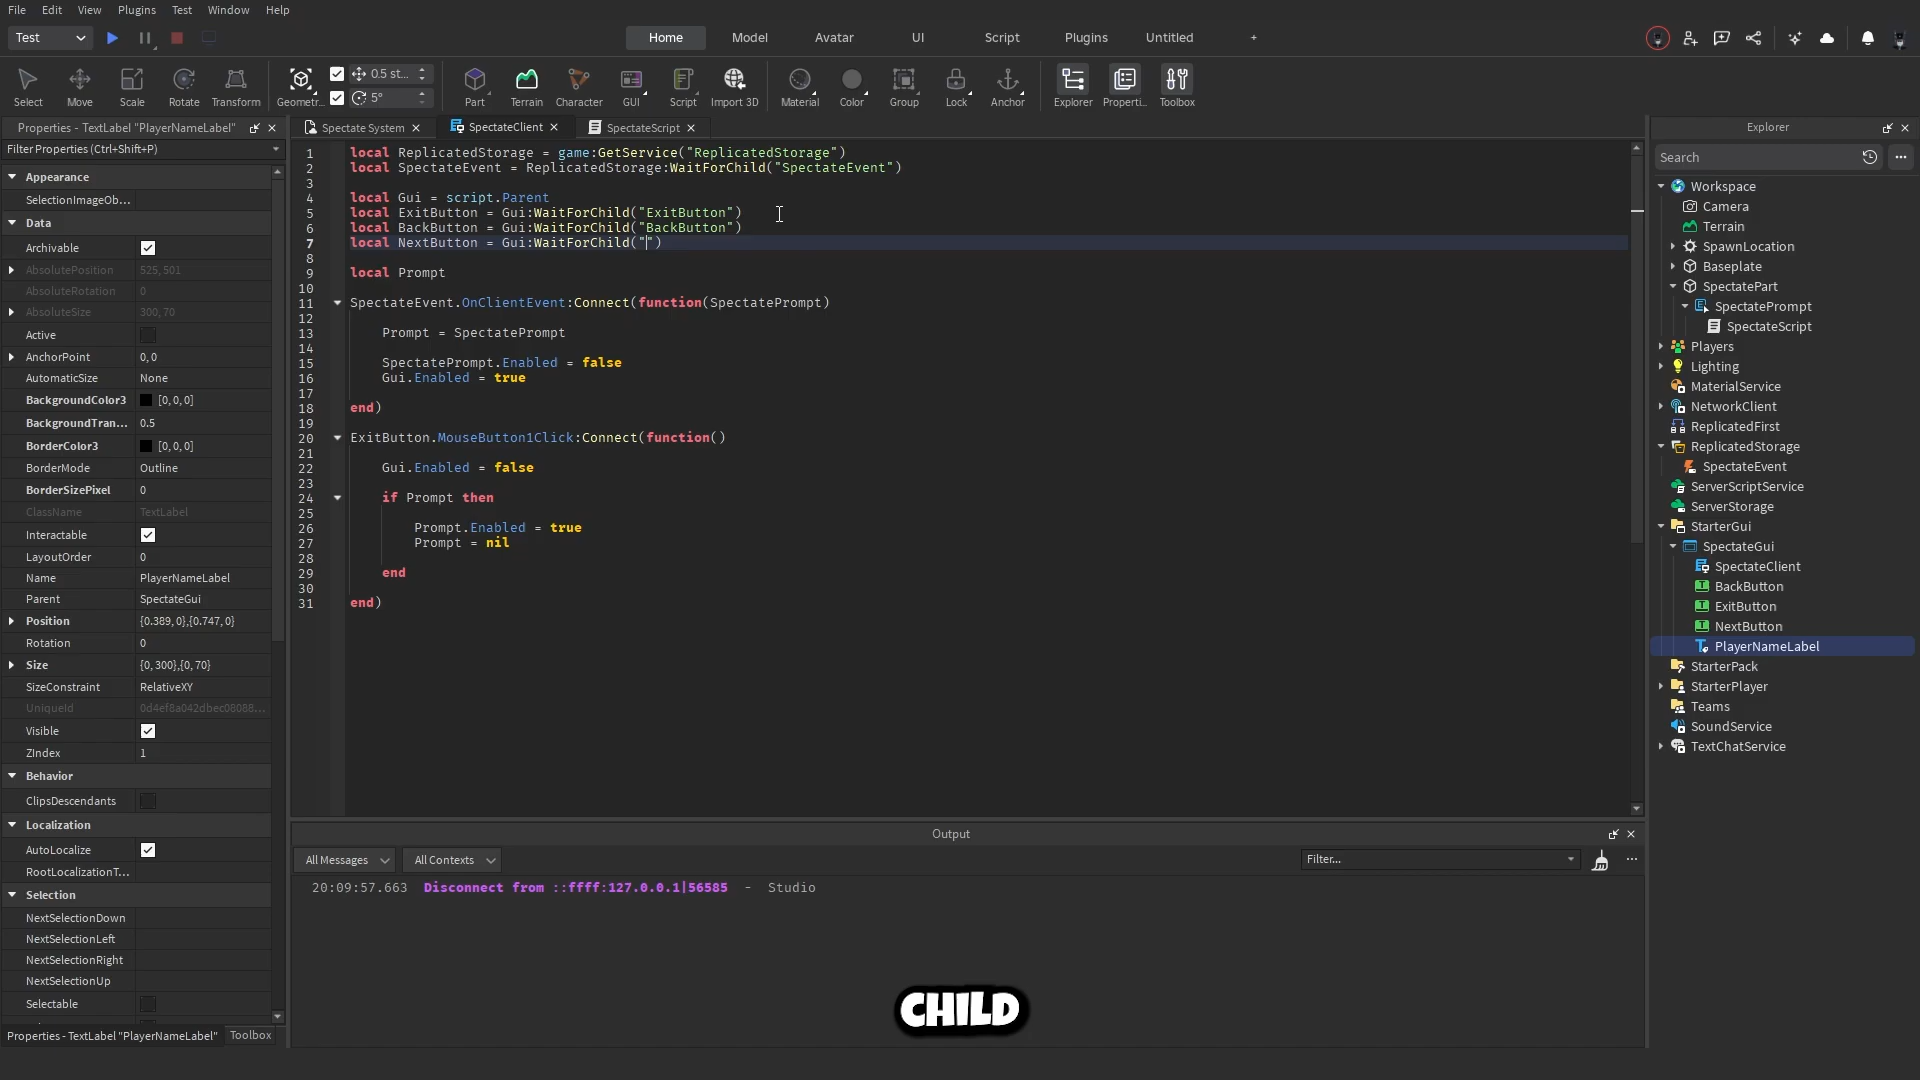 File Edit View Plugins Test Window Help
Test
Home Model Avatar UI Script Plugins Untitled +
Select Move Scale Rotate Transform Geometr... 0.5 st... 5° Part Terrain Character GUI Script Import 3D Material Color Group Lock Anchor Explorer Properti... Toolbox
Properties - TextLabel "PlayerNameLabel"
Filter Properties (Ctrl+Shift+P)
Appearance
SelectionImageOb...
Data
Archivable
AbsolutePosition 525, 501
AbsoluteRotation 0
AbsoluteSize 300, 70
Active
AnchorPoint 0, 0
AutomaticSize None
BackgroundColor3 [0, 0, 0]
BackgroundTran... 0.5
BorderColor3 [0, 0, 0]
BorderMode Outline
BorderSizePixel 0
ClassName TextLabel
Interactable
LayoutOrder 0
Name PlayerNameLabel
Parent SpectateGui
Position {0.389, 0},{0.747, 0}
Rotation 0
Size {0, 300},{0, 70}
SizeConstraint RelativeXY
UniqueId 0d4ef8a042dbec08088...
Visible
ZIndex 1
Behavior
ClipsDescendants
Localization
AutoLocalize
RootLocalizationT...
Selection
NextSelectionDown
NextSelectionLeft
NextSelectionRight
NextSelectionUp
Selectable
Properties - TextLabel "PlayerNameLabel" Toolbox
Spectate System SpectateClient SpectateScript
1 local ReplicatedStorage = game:GetService("ReplicatedStorage")
2 local SpectateEvent = ReplicatedStorage:WaitForChild("SpectateEvent")
3
4 local Gui = script.Parent
5 local ExitButton = Gui:WaitForChild("ExitButton")
6 local BackButton = Gui:WaitForChild("BackButton")
7 local NextButton = Gui:WaitForChild("")
8
9 local Prompt
10
11 SpectateEvent.OnClientEvent:Connect(function(SpectatePrompt)
12
13 Prompt = SpectatePrompt
14
15 SpectatePrompt.Enabled = false
16 Gui.Enabled = true
17
18 end)
19
20 ExitButton.MouseButton1Click:Connect(function()
21
22 Gui.Enabled = false
23
24 if Prompt then
25
26 Prompt.Enabled = true
27 Prompt = nil
28
29 end
30
31 end)
Output
All Messages All Contexts Filter...
20:09:57.663 Disconnect from ::ffff:127.0.0.1|56585 - Studio
CHILD
Explorer
Search
Workspace
Camera
Terrain
SpawnLocation
Baseplate
SpectatePart
SpectatePrompt
SpectateScript
Players
Lighting
MaterialService
NetworkClient
ReplicatedFirst
ReplicatedStorage
SpectateEvent
ServerScriptService
ServerStorage
StarterGui
SpectateGui
SpectateClient
BackButton
ExitButton
NextButton
PlayerNameLabel
StarterPack
StarterPlayer
Teams
SoundService
TextChatService